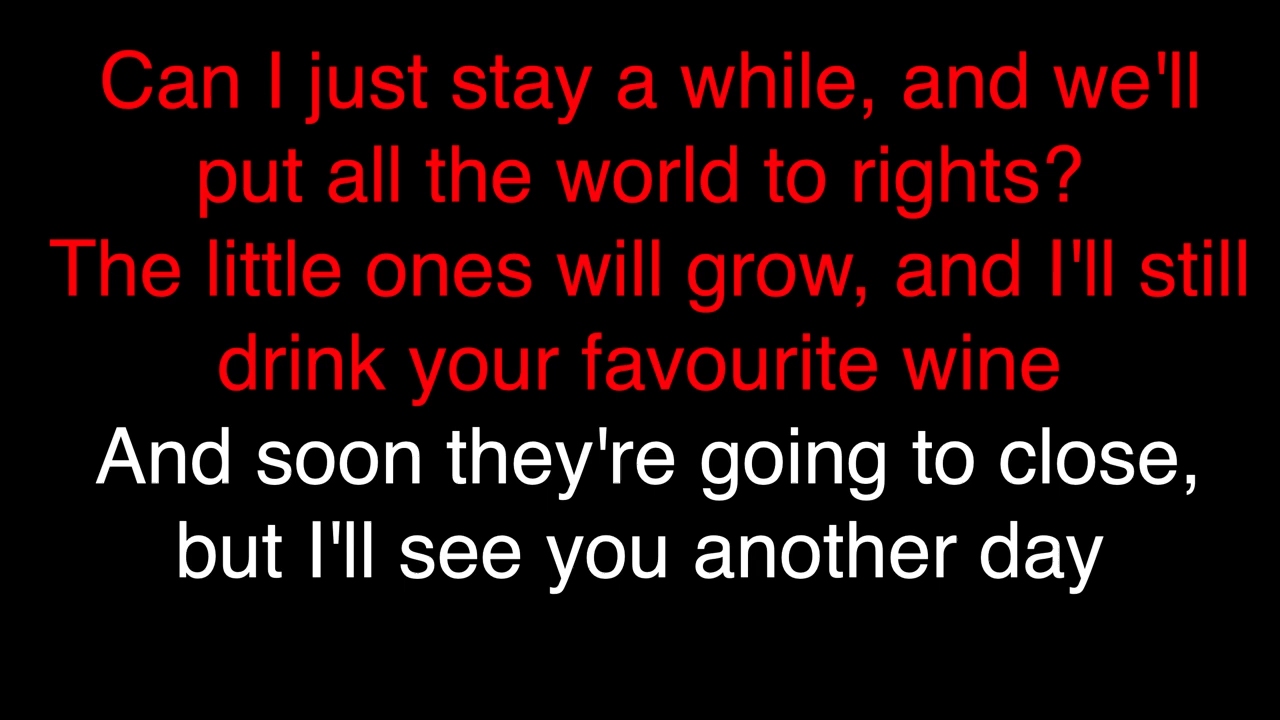 Can I just stay a while, and we'll
put all the world to rights?
The little ones will grow, and I'll still
drink your favourite wine
And soon they're going to close,
but I'll see you another day